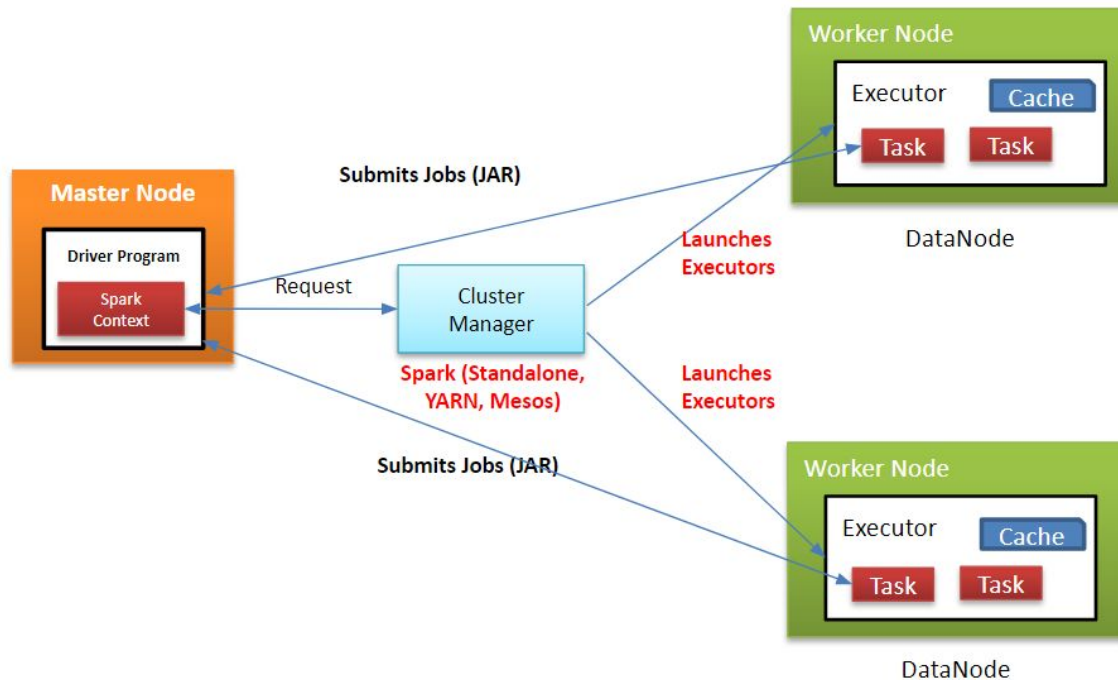 Worker Node
Executor
Cache
Task
Task
DataNode
Submits Jobs (JAR)
Master Node
Driver Program
Spark
Context
Request
Cluster
Manager
Spark (Standalone,
YARN, Mesos)
Launches
Executors
Launches
Executors
Submits Jobs (JAR)
Worker Node
Executor
Cache
Task
Task
DataNode